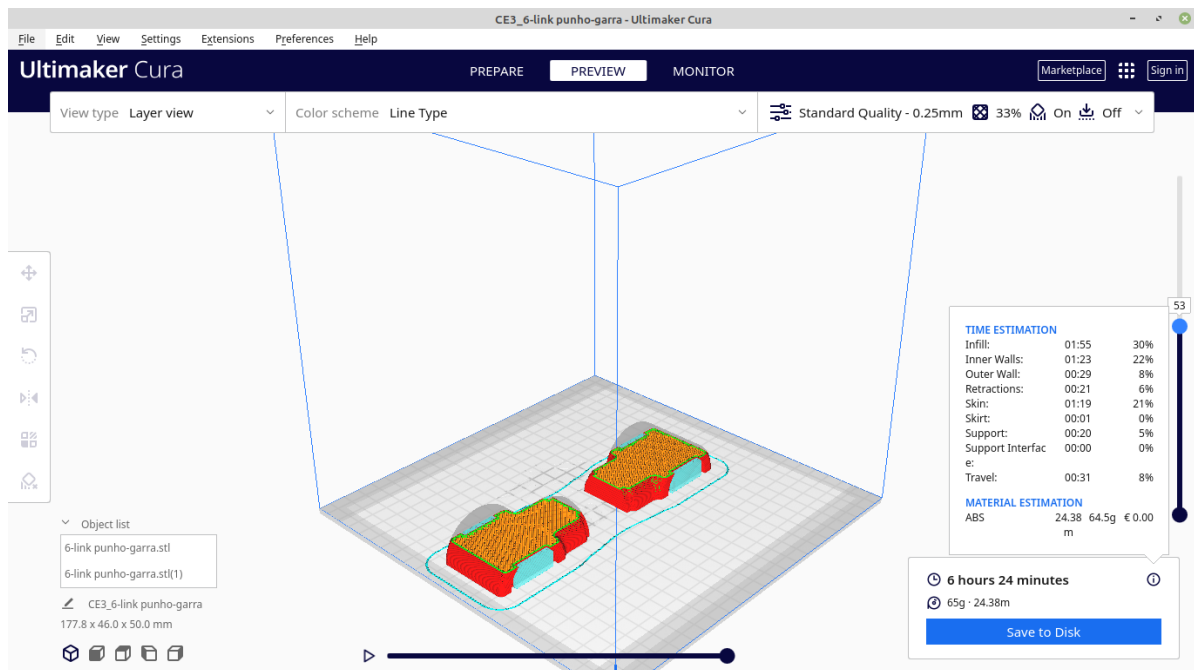 CE3_6-link punho-garra - Ultimaker Cura
File Edit View Settings Extensions Preferences Help
Ultimaker Cura PREPARE PREVIEW MONITOR Marketplace Sign in
View type Layer view Color scheme Line Type Standard Quality - 0.25mm 33% On Off
53
TIME ESTIMATION
Infill: 01:55 30%
Inner Walls: 01:23 22%
Outer Wall: 00:29 8%
Retractions: 00:21 6%
Skin: 01:19 21%
Skirt: 00:01 0%
Support: 00:20 5%
Support Interfac 00:00 0%
e:
Travel: 00:31 8%
MATERIAL ESTIMATION
ABS 24.38 64.5g € 0.00
m
Object list
6-link punho-garra.stl
6-link punho-garra.stl(1)
CE3_6-link punho-garra
177.8 x 46.0 x 50.0 mm
6 hours 24 minutes
65g · 24.38m
Save to Disk